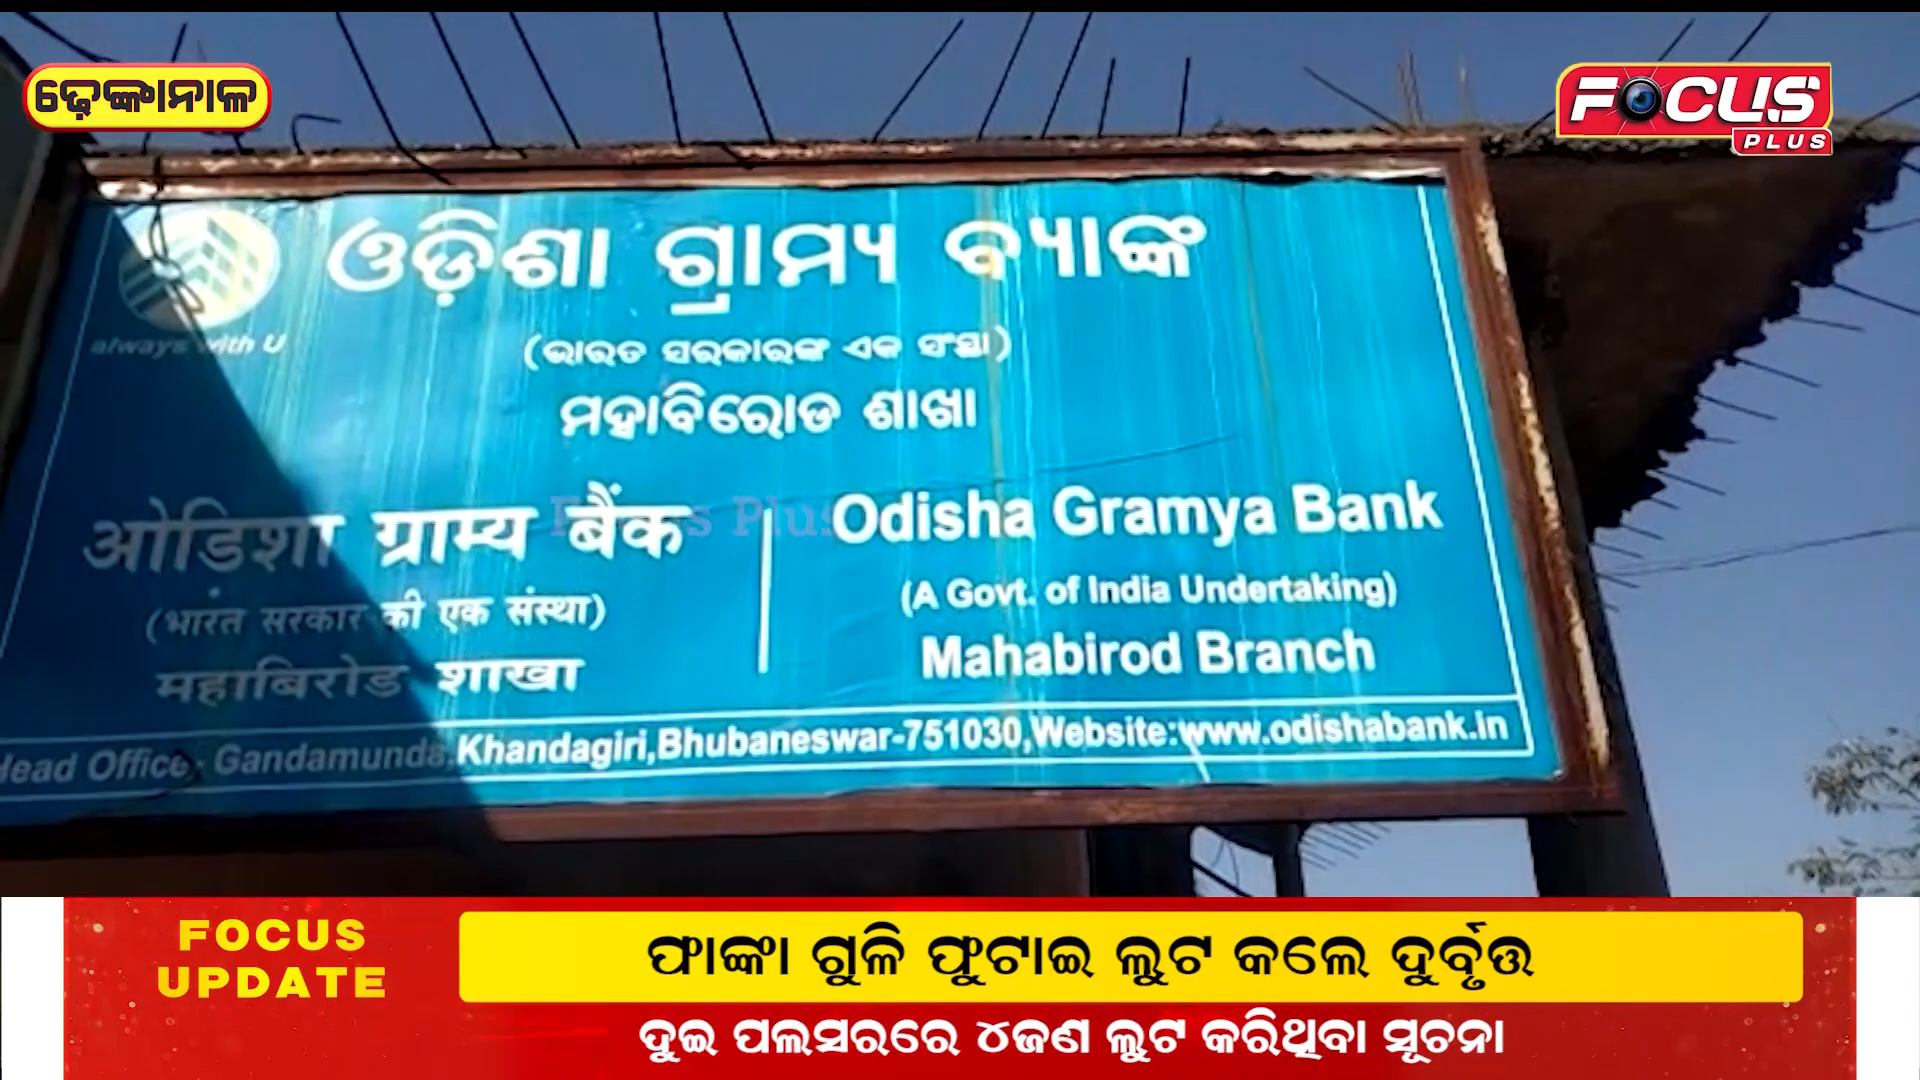 ଢ଼େଙ୍କାନାଳ
FOCUS
PLUS
ଓଡ଼ିଶା ଗ୍ରାମ୍ୟ ବ୍ୟାଙ୍କ
always with U
(ଭାରତ ସରକାରଙ୍କ ଏକ ସଂସ୍ଥା)
ମହାବିରୋଡ ଶାଖା
ओडिशा ग्राम्य बैंक
(भारत सरकार की एक संस्था)
महाबिरोड शाखा
Focus Plus
Odisha Gramya Bank
(A Govt. of India Undertaking)
Mahabirod Branch
Head Office: Gandamunda,Khandagiri,Bhubaneswar-751030,Website:www.odishabank.in
FOCUS
UPDATE
ଫାଙ୍କା ଗୁଳି ଫୁଟାଇ ଲୁଟ କଲେ ଦୁର୍ବୃତ୍ତ
ଦୁଇ ପଲସରରେ ୪ଜଣ ଲୁଟ କରିଥିବା ସୂଚନା